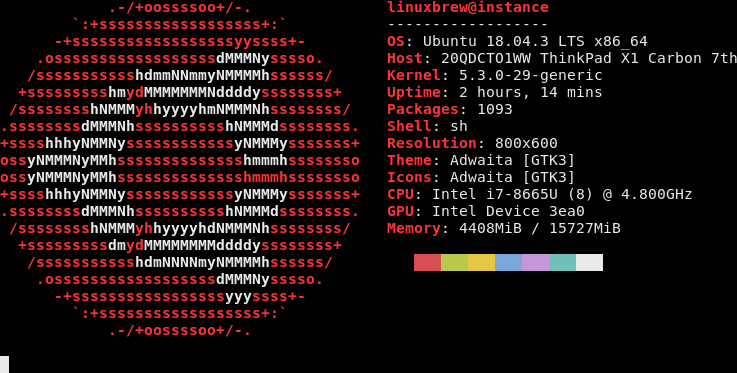 .-/+oossssoo+/-.               linuxbrew@instance
        `:+ssssssssssssssssss+:`           ------------------
      -+ssssssssssssssssssyyssss+-         OS: Ubuntu 18.04.3 LTS x86_64
    .ossssssssssssssssssdMMMNysssso.       Host: 20QDCTO1WW ThinkPad X1 Carbon 7th
   /ssssssssssshdmmNNmmyNMMMMhssssss/      Kernel: 5.3.0-29-generic
  +ssssssssshmydMMMMMMMNddddyssssssss+     Uptime: 2 hours, 14 mins
 /sssssssshNMMMyhhyyyyhmNMMMNhssssssss/    Packages: 1093
.ssssssssdMMMNhsssssssssshNMMMdssssssss.   Shell: sh
+sssshhhyNMMNyssssssssssssyNMMMysssssss+   Resolution: 800x600
ossyNMMMNyMMhsssssssssssssshmmmhssssssso   Theme: Adwaita [GTK3]
ossyNMMMNyMMhsssssssssssssshmmmhssssssso   Icons: Adwaita [GTK3]
+sssshhhyNMMNyssssssssssssyNMMMysssssss+   CPU: Intel i7-8665U (8) @ 4.800GHz
.ssssssssdMMMNhsssssssssshNMMMdssssssss.   GPU: Intel Device 3ea0
 /sssssssshNMMMyhhyyyyhdNMMMNhssssssss/    Memory: 4408MiB / 15727MiB
  +sssssssssdmydMMMMMMMMddddyssssssss+
   /ssssssssssshdmNNNNmyNMMMMhssssss/
    .ossssssssssssssssssdMMMNysssso.
      -+sssssssssssssssssyyyssss+-
        `:+ssssssssssssssssss+:`
            .-/+oossssoo+/-.